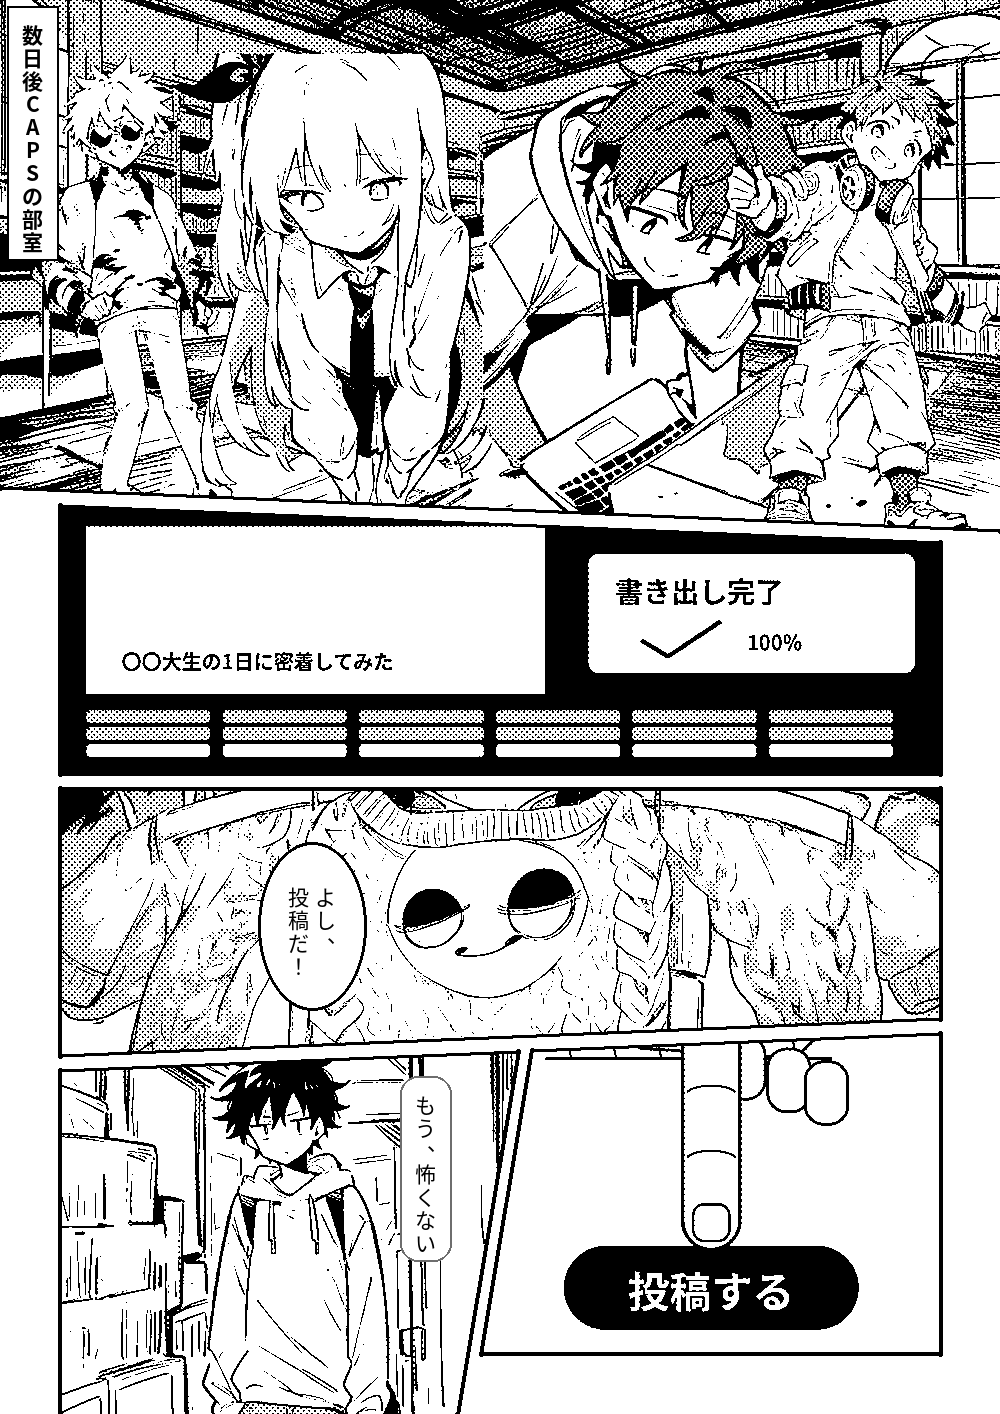 数日後CAPSの部室
書き出し完了
100%
〇〇大生の1日に密着してみた
よし、
投稿だ！
投稿する
もう、怖くない